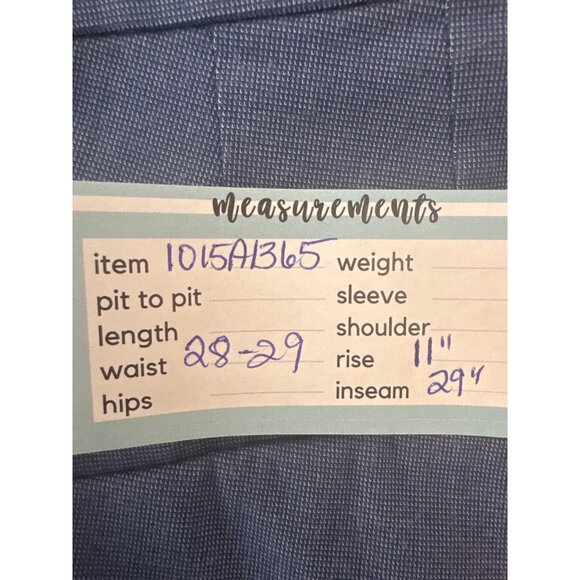 measurements
item 1015A1365 weight
pit to pit sleeve
length shoulder
waist 28-29 rise 11"
hips inseam 29"